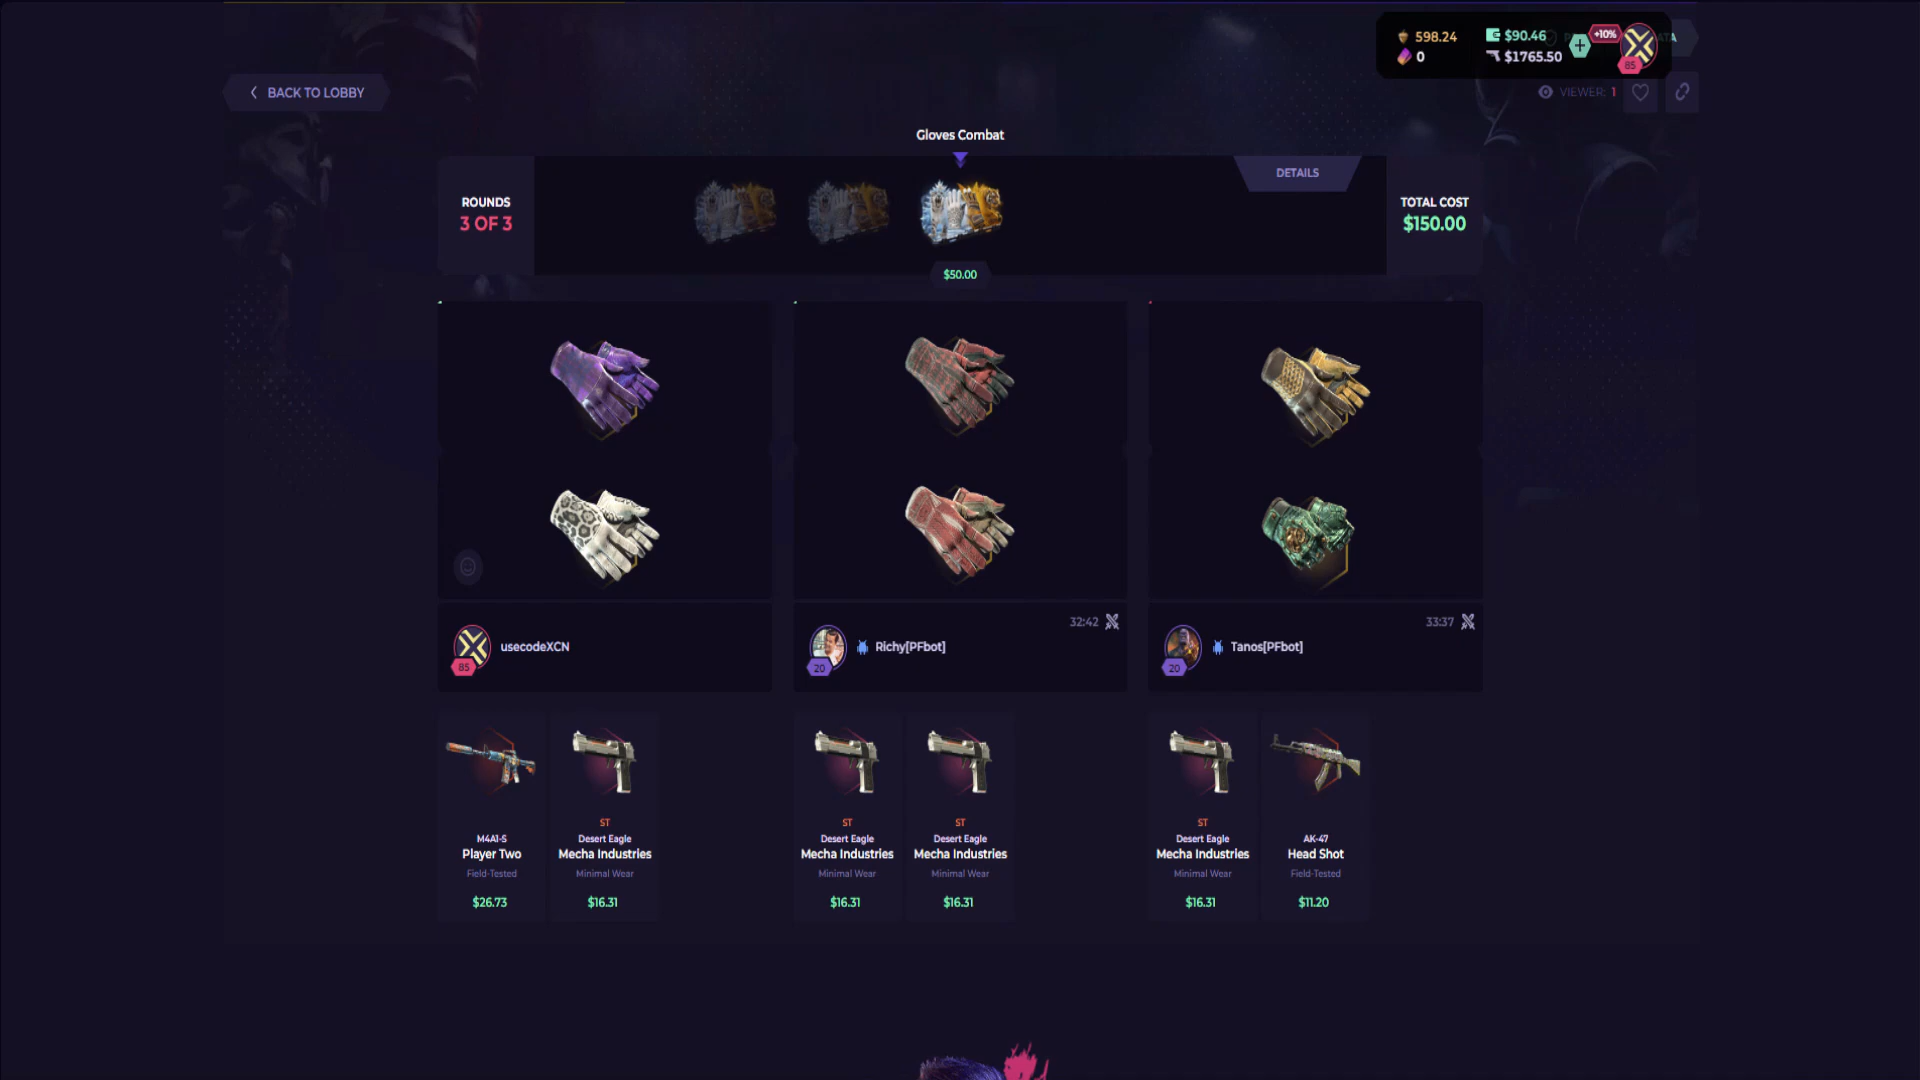 598.24
$90.46
+10%
0
$1765.50
85
BACK TO LOBBY
VIEWER: 1
Gloves Combat
DETAILS
ROUNDS
3 OF 3
TOTAL COST
$150.00
$50.00
usecodeXCN
85
32:42
Richy[PFbot]
20
33:37
Tanos[PFbot]
20
M4A1-S
Player Two
Field-Tested
$26.73
ST
Desert Eagle
Mecha Industries
Minimal Wear
$16.31
ST
Desert Eagle
Mecha Industries
Minimal Wear
$16.31
ST
Desert Eagle
Mecha Industries
Minimal Wear
$16.31
ST
Desert Eagle
Mecha Industries
Minimal Wear
$16.31
AK-47
Head Shot
Field-Tested
$11.20